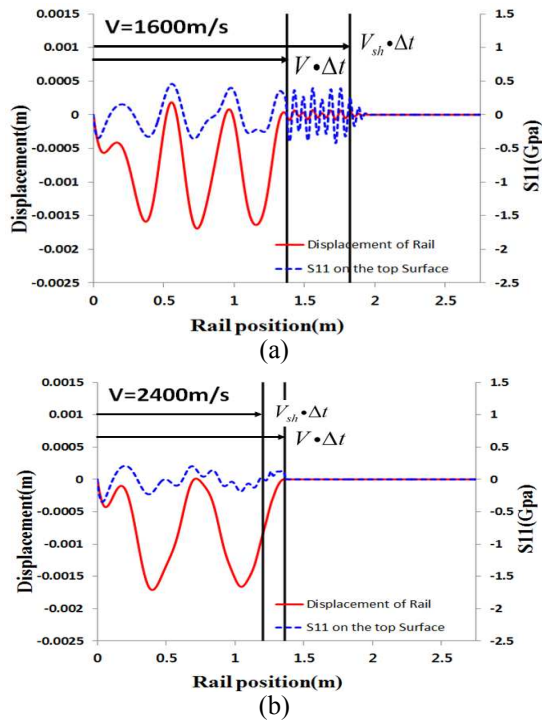 0.0015
0.001
0.0005
0
-0.0005
-0.001
-0.0015
-0.002
-0.0025
Displacement(m)
V=1600m/s
V_sh•Δt
V•Δt
1.5
1
0.5
0
-0.5
-1
-1.5
-2
-2.5
S11(Gpa)
Displacement of Rail
S11 on the top Surface
0 0.5 1 1.5 2 2.5
Rail position(m)
(a)
0.0015
0.001
0.0005
0
-0.0005
-0.001
-0.0015
-0.002
-0.0025
Displacement(m)
V=2400m/s
V_sh•Δt
V•Δt
1.5
1
0.5
0
-0.5
-1
-1.5
-2
-2.5
S11(Gpa)
Displacement of Rail
S11 on the top Surface
0 0.5 1 1.5 2 2.5
Rail position(m)
(b)